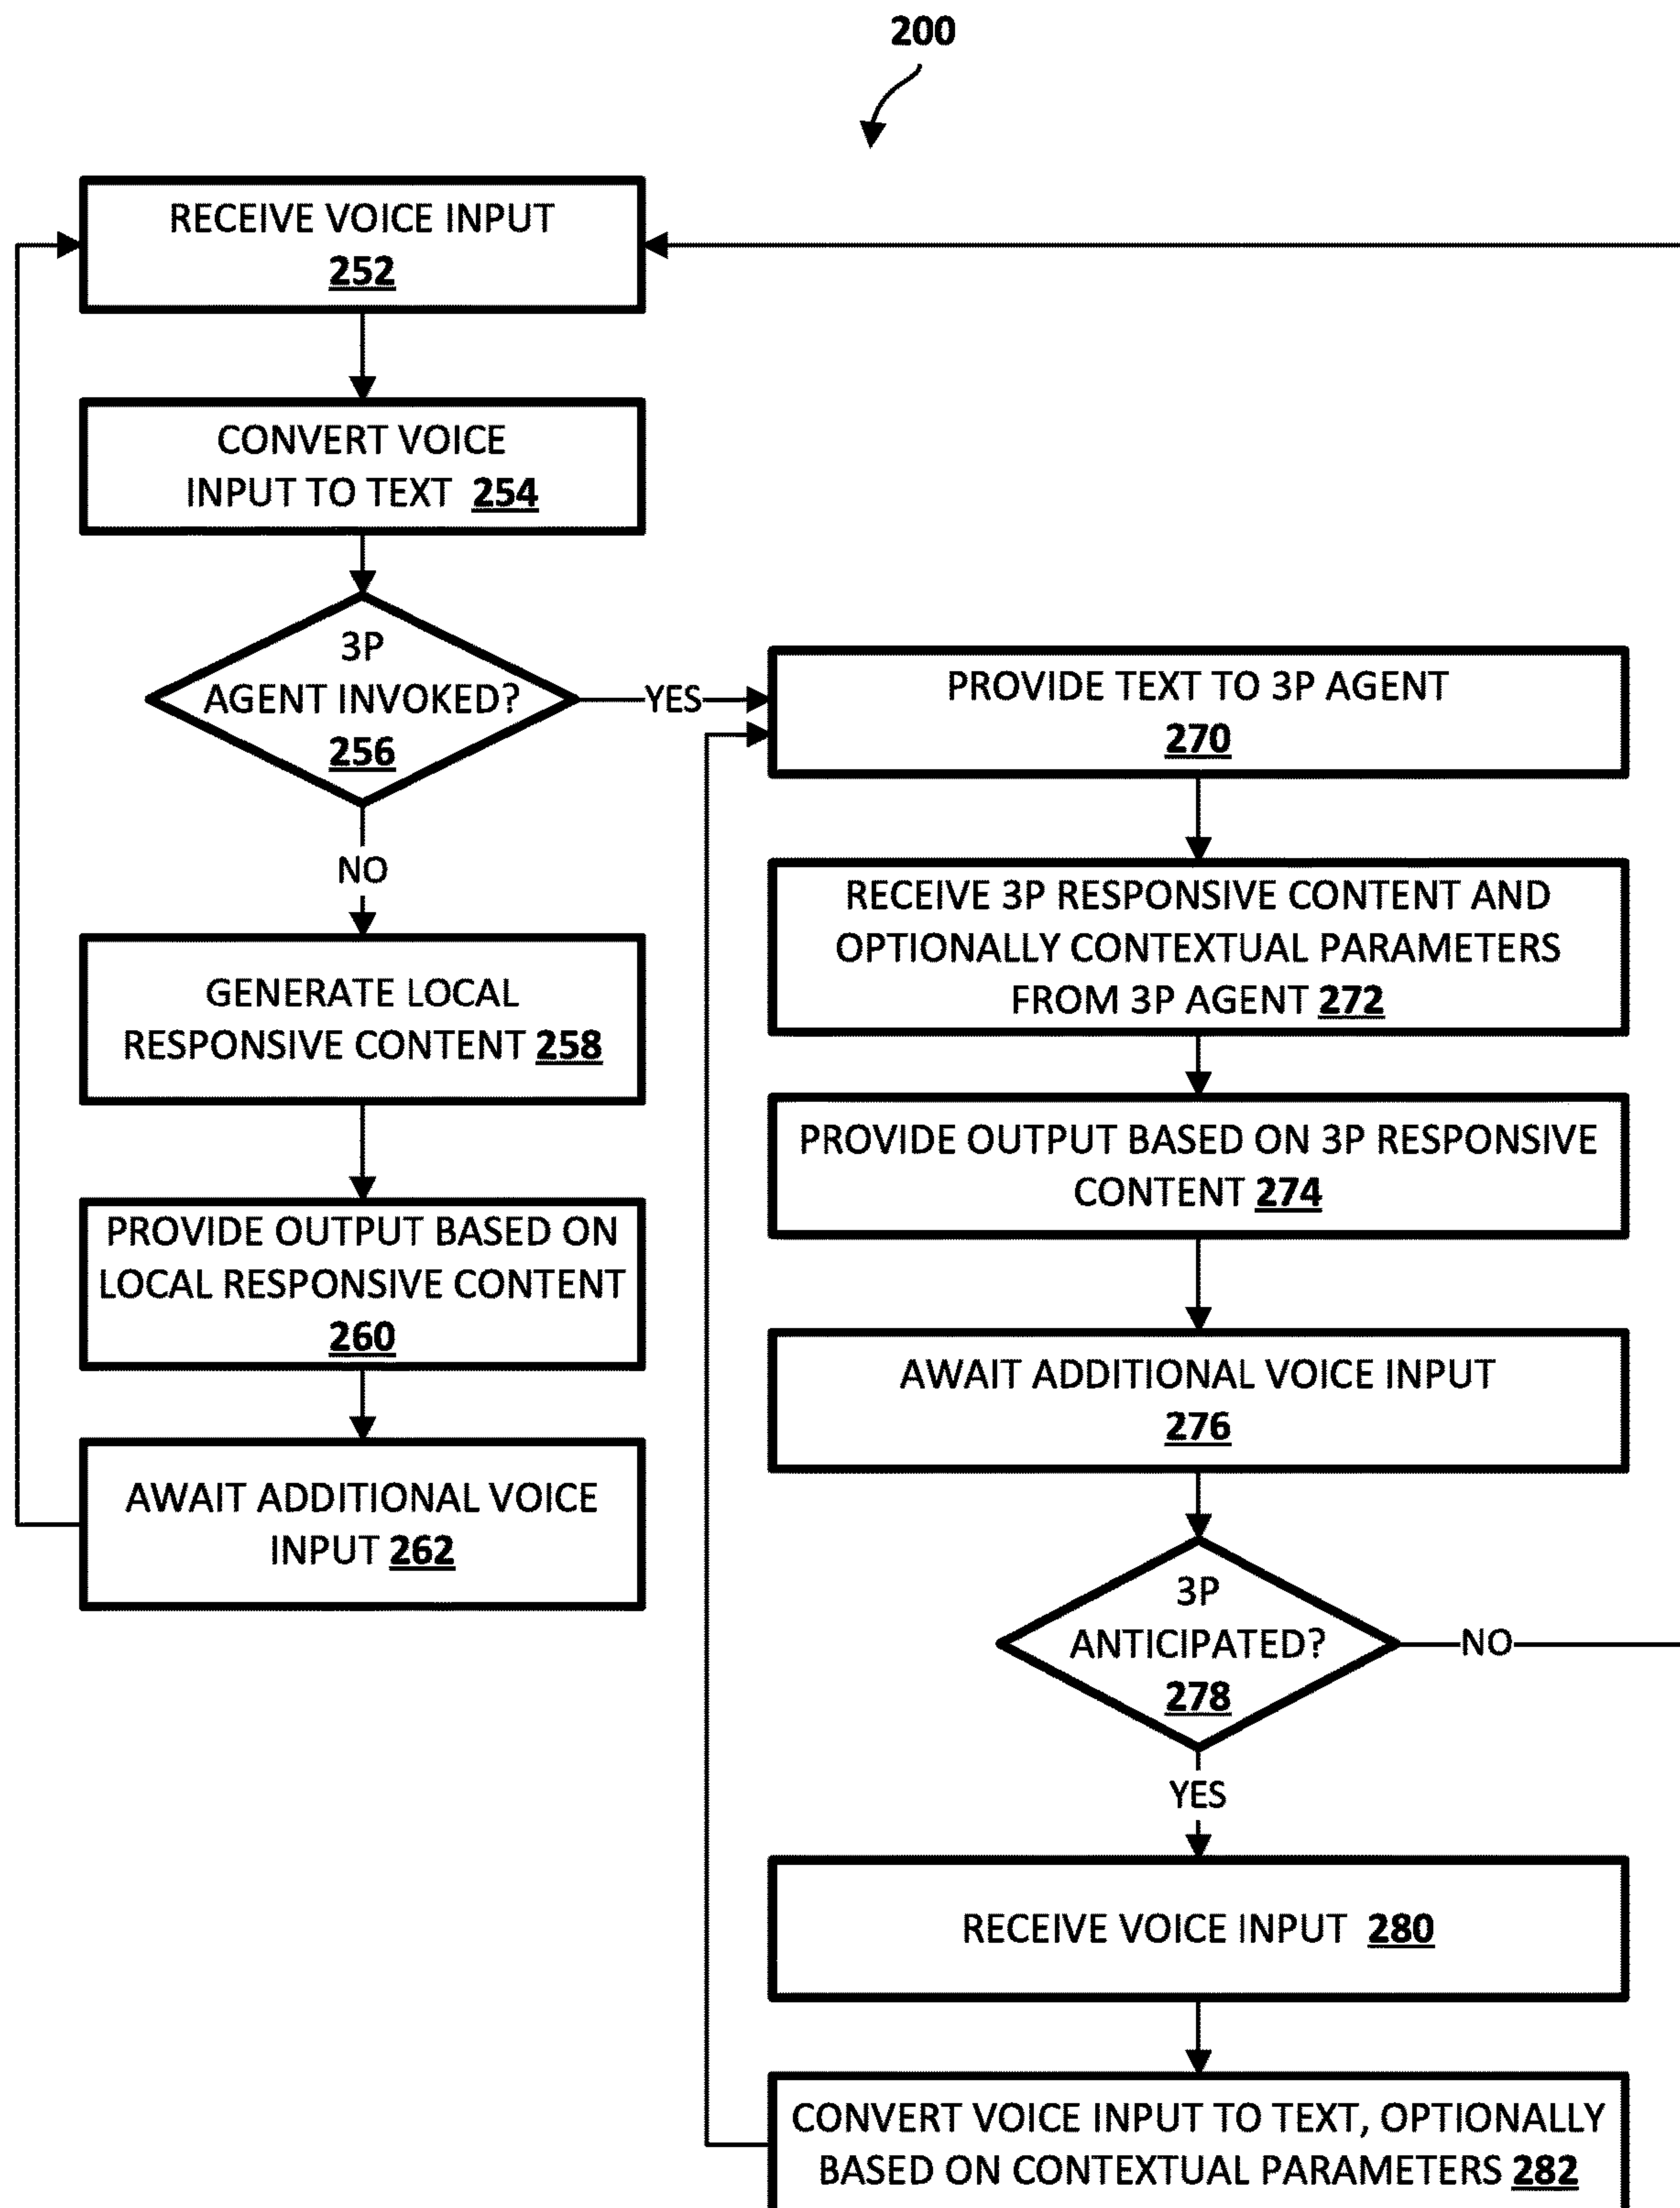 200
RECEIVE VOICE INPUT
252
CONVERT VOICE
INPUT TO TEXT 254
3P
AGENT INVOKED?
256
YES
NO
GENERATE LOCAL
RESPONSIVE CONTENT 258
PROVIDE OUTPUT BASED ON
LOCAL RESPONSIVE CONTENT
260
AWAIT ADDITIONAL VOICE
INPUT 262
PROVIDE TEXT TO 3P AGENT
270
RECEIVE 3P RESPONSIVE CONTENT AND
OPTIONALLY CONTEXTUAL PARAMETERS
FROM 3P AGENT 272
PROVIDE OUTPUT BASED ON 3P RESPONSIVE
CONTENT 274
AWAIT ADDITIONAL VOICE INPUT
276
3P
ANTICIPATED?
278
NO
YES
RECEIVE VOICE INPUT 280
CONVERT VOICE INPUT TO TEXT, OPTIONALLY
BASED ON CONTEXTUAL PARAMETERS 282